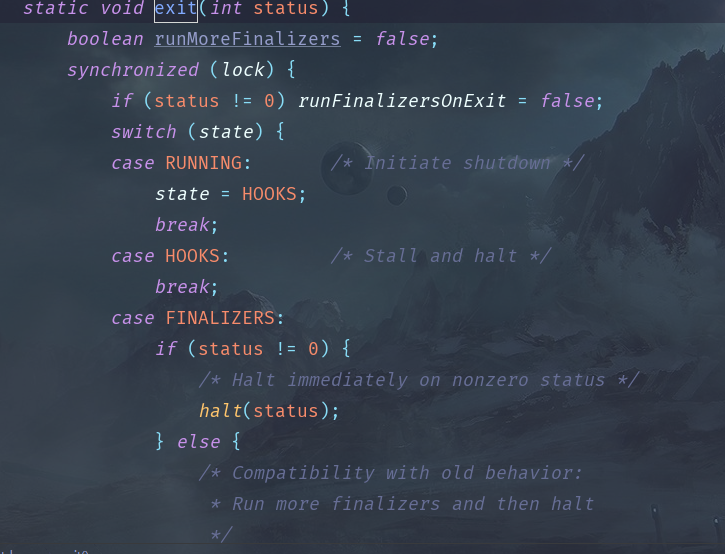 static void exit(int status) {
    boolean runMoreFinalizers = false;
    synchronized (lock) {
        if (status != 0) runFinalizersOnExit = false;
        switch (state) {
        case RUNNING:       /* Initiate shutdown */
            state = HOOKS;
            break;
        case HOOKS:         /* Stall and halt */
            break;
        case FINALIZERS:
            if (status != 0) {
                /* Halt immediately on nonzero status */
                halt(status);
            } else {
                /* Compatibility with old behavior:
                 * Run more finalizers and then halt
                 */